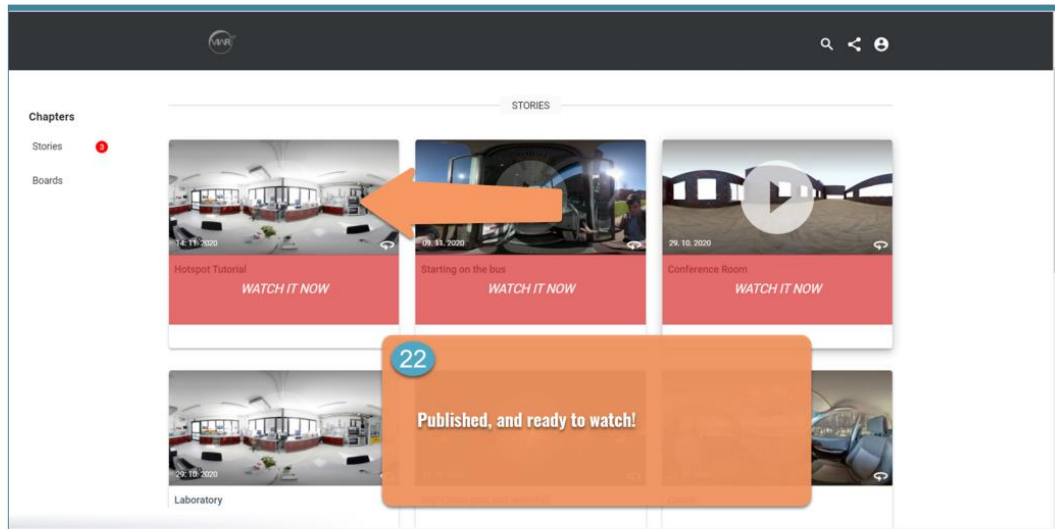 VIAR
STORIES
Chapters
Stories 3
Boards
14. 11. 2020
09. 11. 2020
29. 10. 2020
Hotspot Tutorial
Starting on the bus
Conference Room
WATCH IT NOW
WATCH IT NOW
WATCH IT NOW
22
Published, and ready to watch!
29. 10. 2020
Laboratory